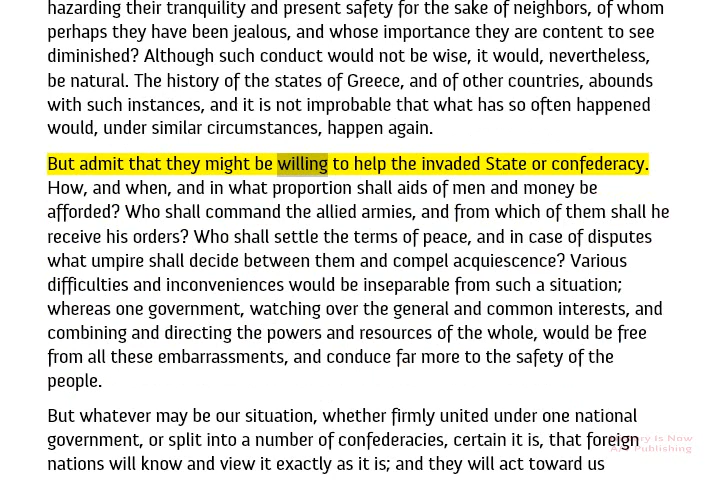 hazarding their tranquility and present safety for the sake of neighbors, of whom
perhaps they have been jealous, and whose importance they are content to see
diminished? Although such conduct would not be wise, it would, nevertheless,
be natural. The history of the states of Greece, and of other countries, abounds
with such instances, and it is not improbable that what has so often happened
would, under similar circumstances, happen again.
But admit that they might be willing to help the invaded State or confederacy.
How, and when, and in what proportion shall aids of men and money be
afforded? Who shall command the allied armies, and from which of them shall he
receive his orders? Who shall settle the terms of peace, and in case of disputes
what umpire shall decide between them and compel acquiescence? Various
difficulties and inconveniences would be inseparable from such a situation;
whereas one government, watching over the general and common interests, and
combining and directing the powers and resources of the whole, would be free
from all these embarrassments, and conduce far more to the safety of the
people.
But whatever may be our situation, whether firmly united under one national
government, or split into a number of confederacies, certain it is, that foreign
nations will know and view it exactly as it is; and they will act toward us
Is Now
Publishing